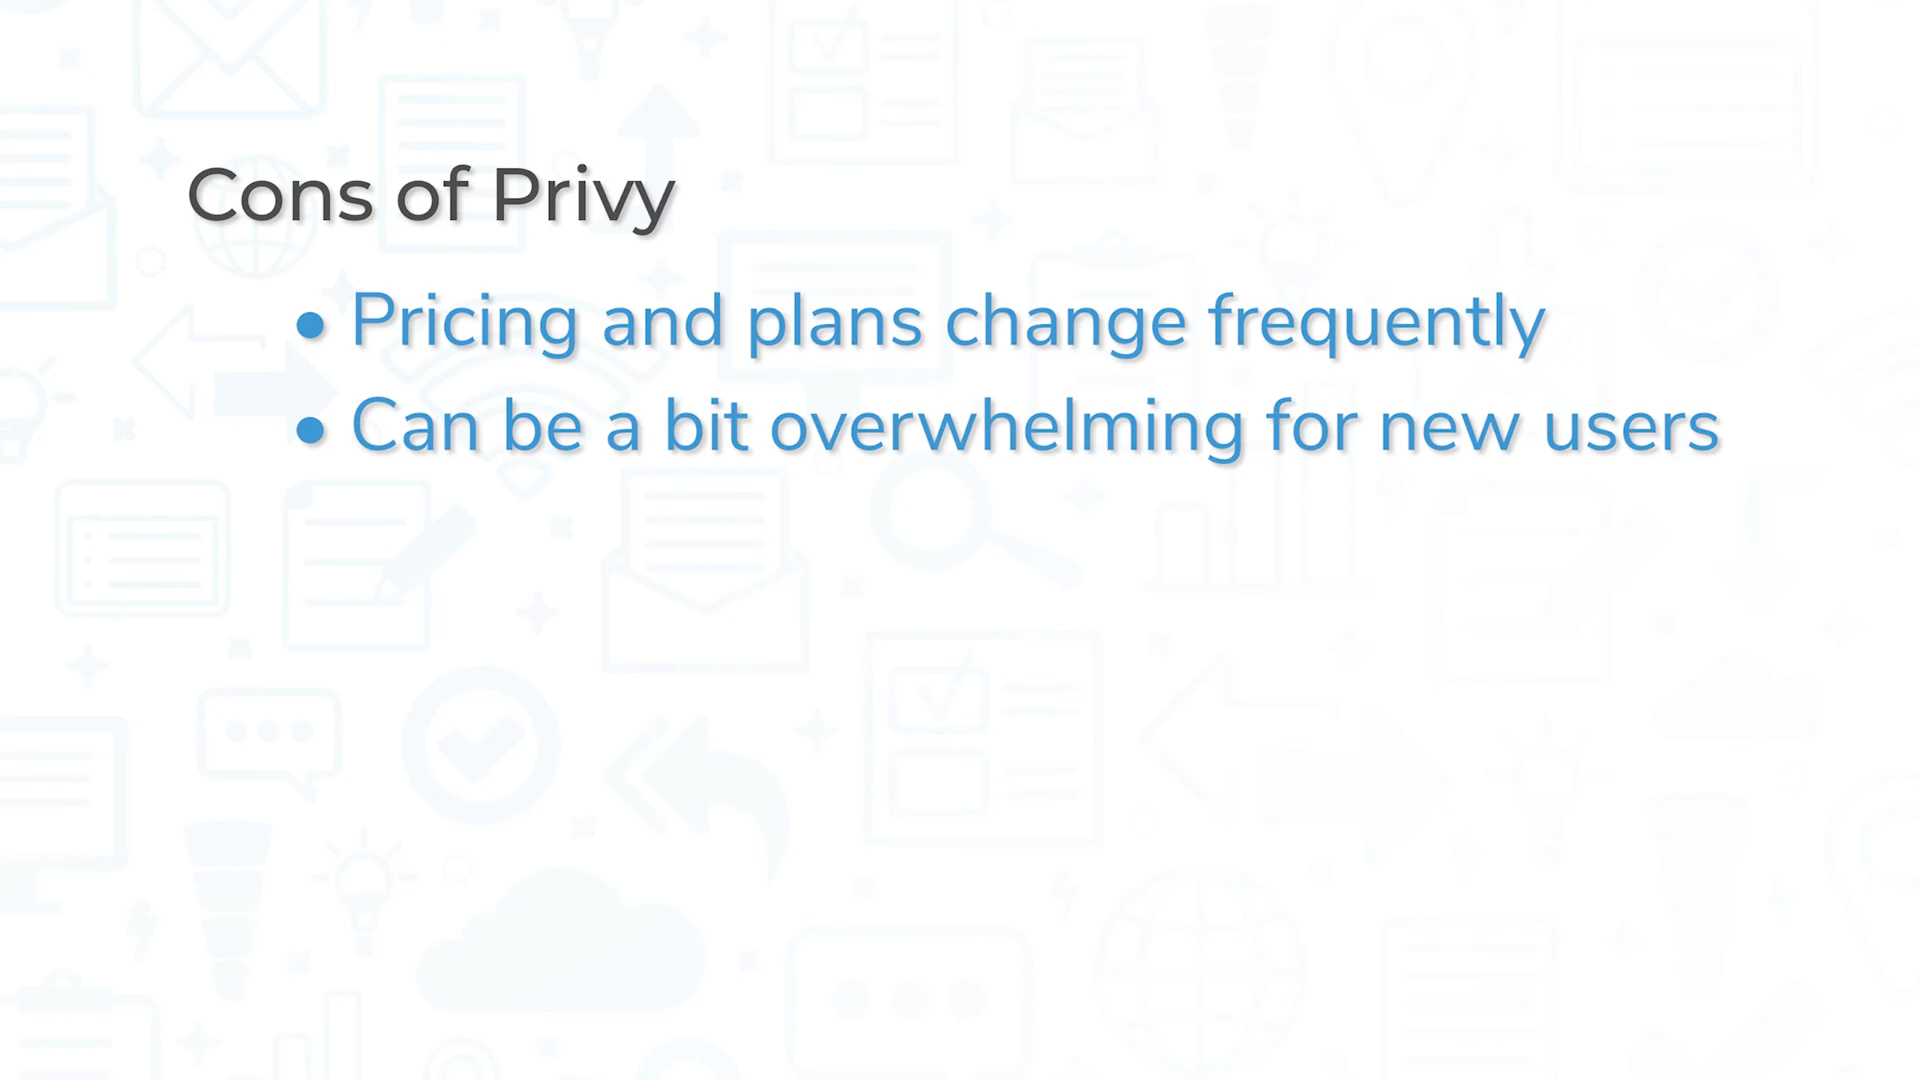 Cons of Privy
• Pricing and plans change frequently
• Can be a bit overwhelming for new users